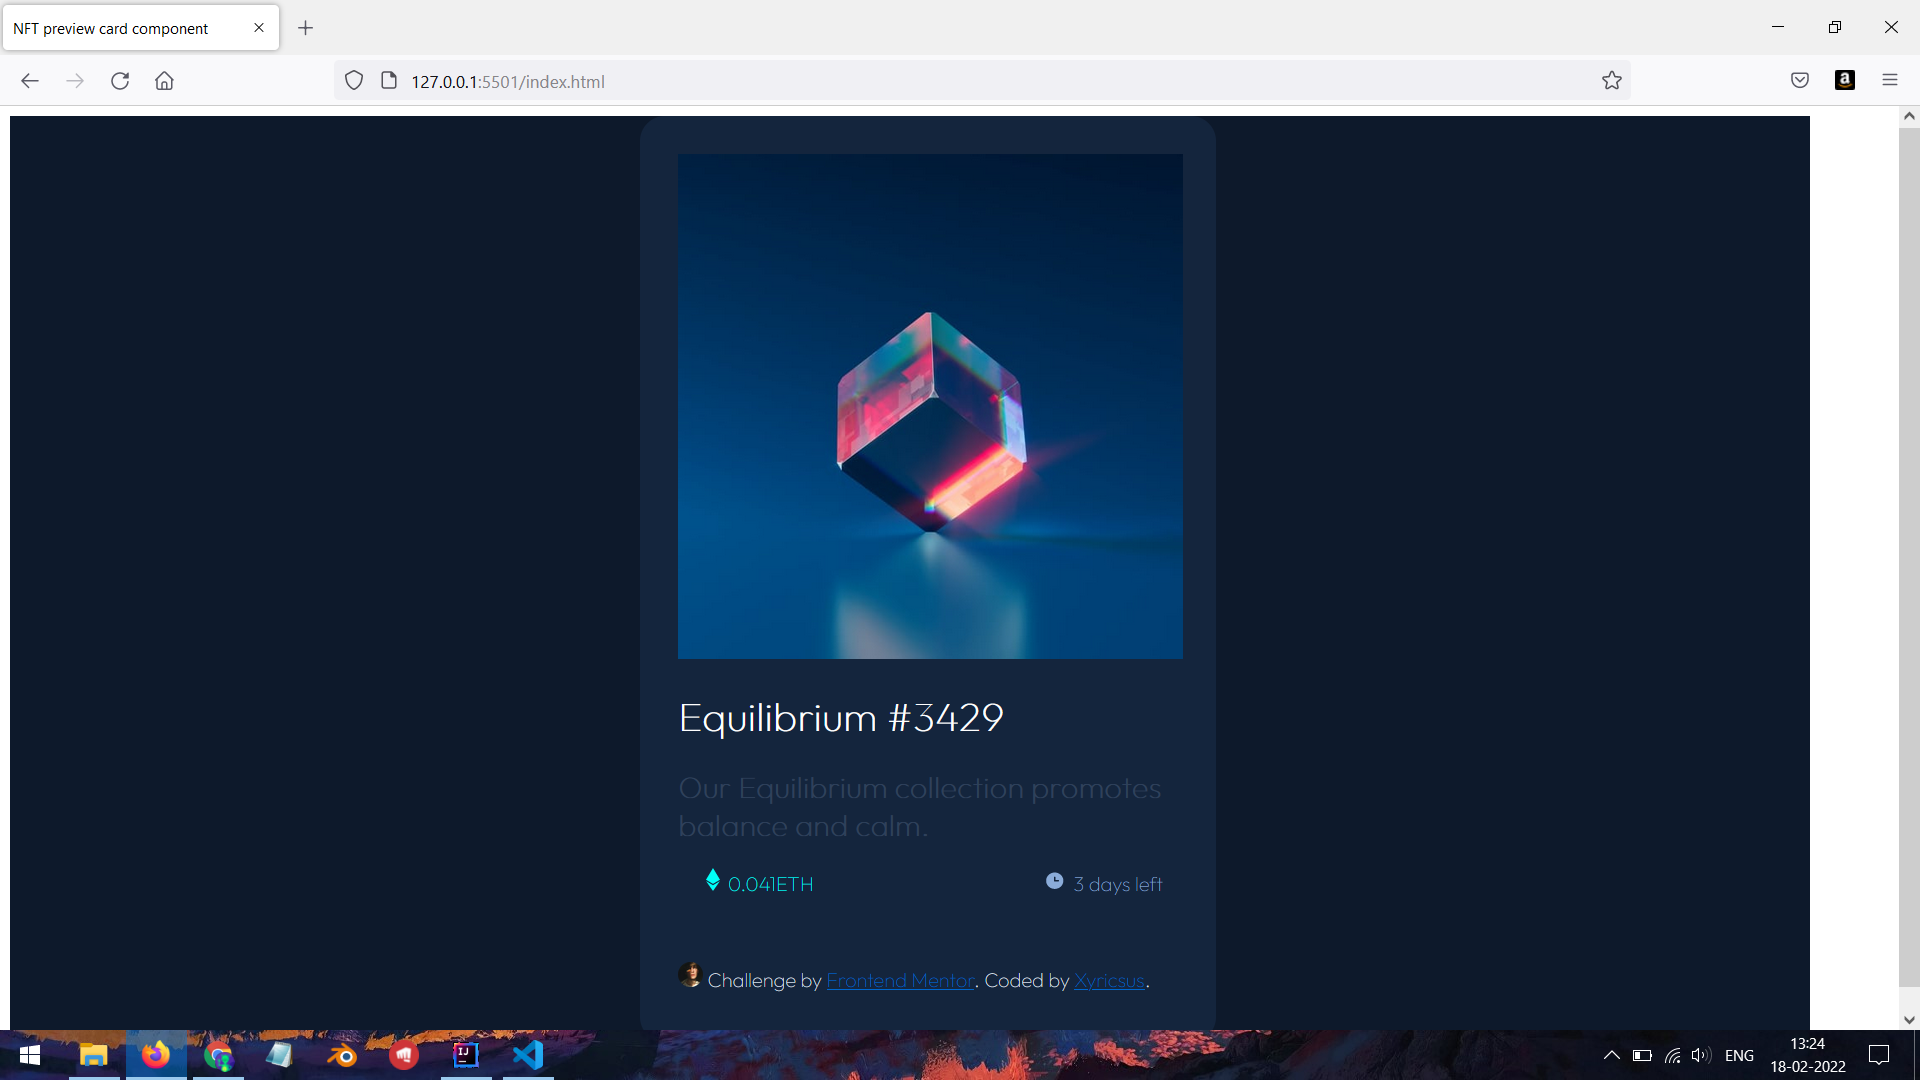 NFT preview card component
127.0.0.1:5501/index.html
Equilibrium #3429
Our Equilibrium collection promotes
balance and calm.
0.041ETH
3 days left
Challenge by Frontend Mentor. Coded by Xyricsus.
ENG
13:24
18-02-2022